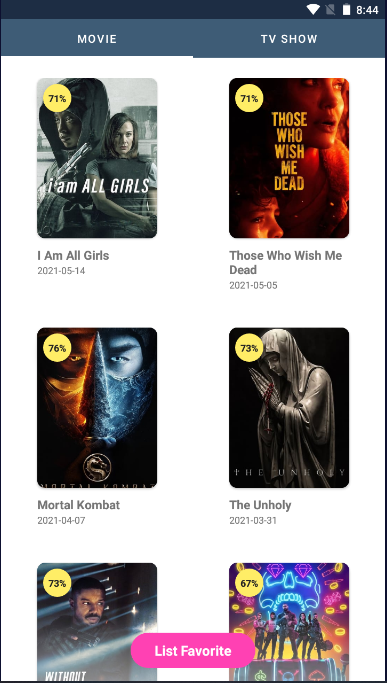 8:44
MOVIE
TV SHOW
71%
i am ALL GIRLS
I Am All Girls
2021-05-14
71%
THOSE
WHO
WISH
ME
DEAD
Those Who Wish Me
Dead
2021-05-05
76%
MORTAL KOMBAT
Mortal Kombat
2021-04-07
73%
THE UNHOLY
The Unholy
2021-03-31
73%
WITHOUT
67%
List Favorite